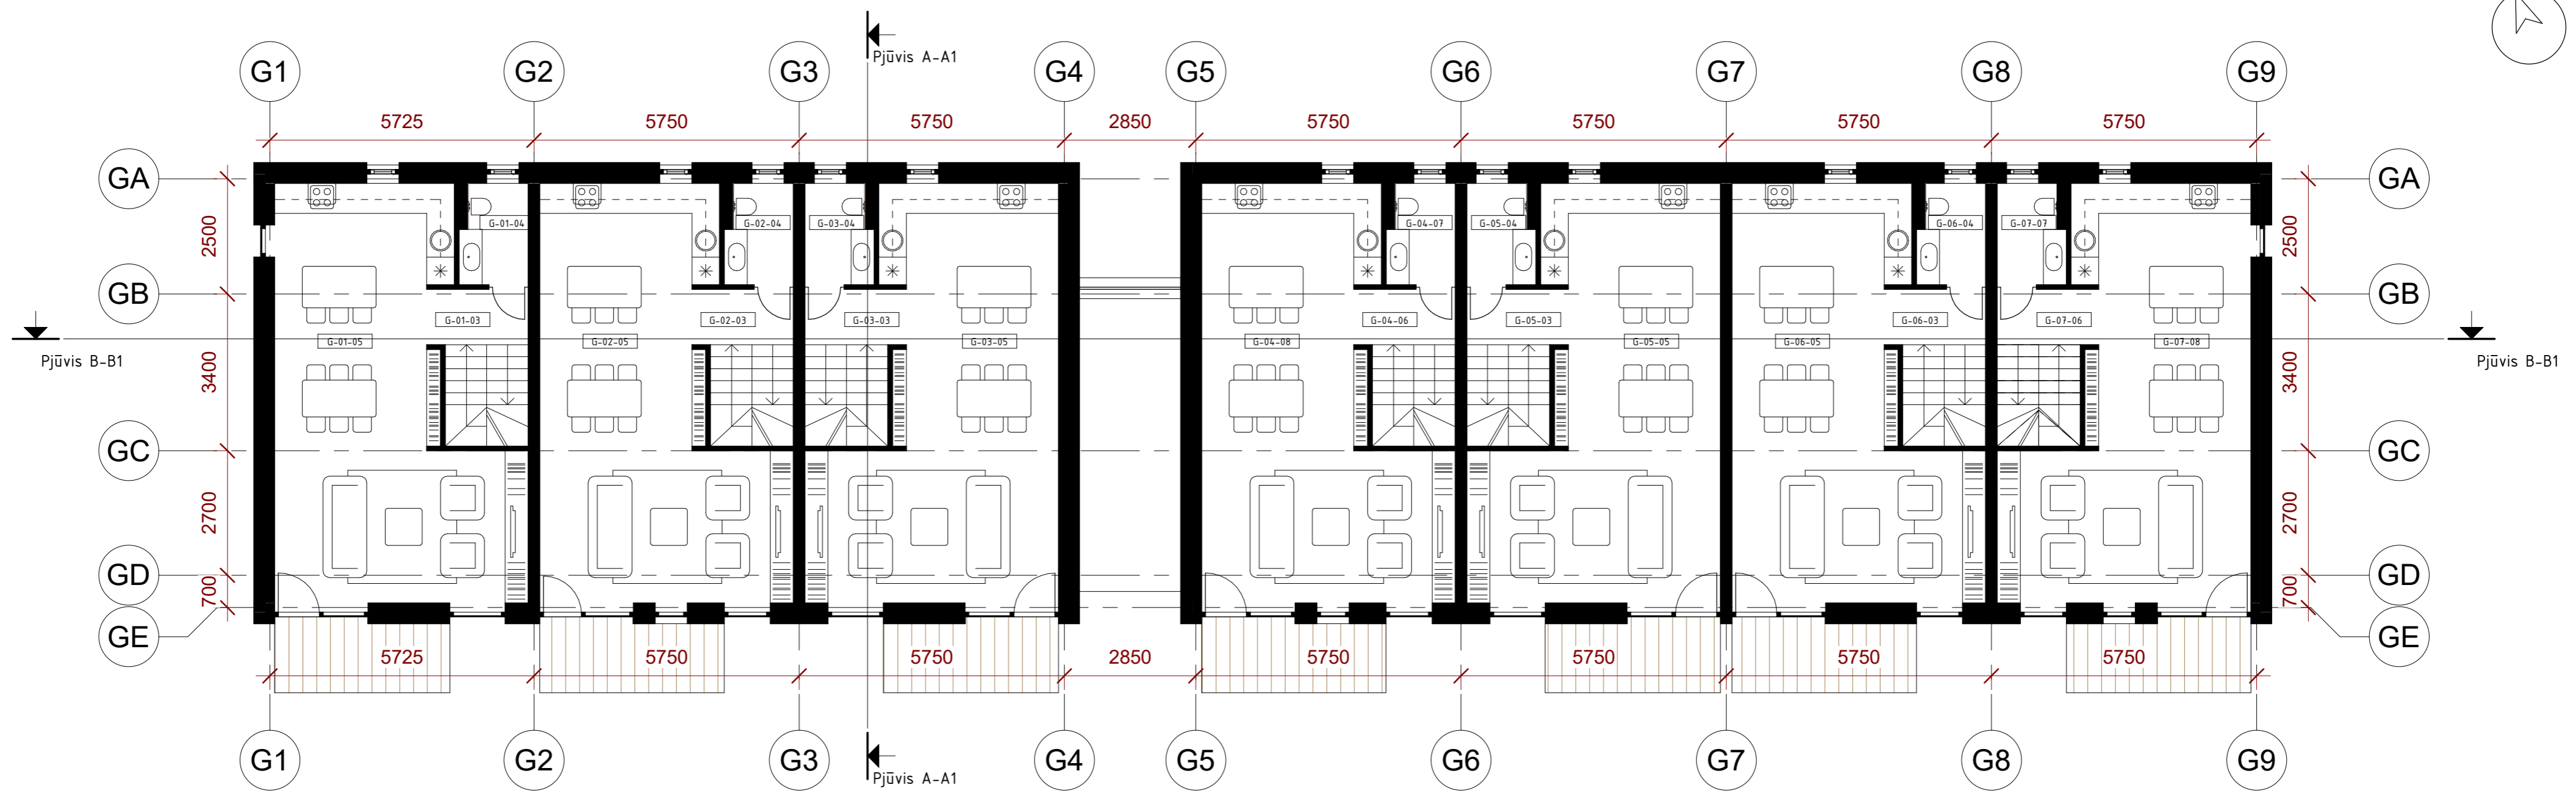 Pjūvis A-A1
G1 G2 G3 G4 G5 G6 G7 G8 G9
5725 5750 5750 2850 5750 5750 5750 5750
GA GA
2500 2500
G-01-04 G-02-04 G-03-04 G-04-07 G-05-04 G-06-04 G-07-07
GB GB
G-01-03 G-02-03 G-03-03 G-04-06 G-05-03 G-06-03 G-07-06
G-01-05 G-02-05 G-03-05 G-04-08 G-05-05 G-06-05 G-07-08
Pjūvis B-B1 Pjūvis B-B1
3400 3400
GC GC
2700 2700
GD GD
700 700
GE GE
5725 5750 5750 2850 5750 5750 5750 5750
G1 G2 G3 G4 G5 G6 G7 G8 G9
Pjūvis A-A1